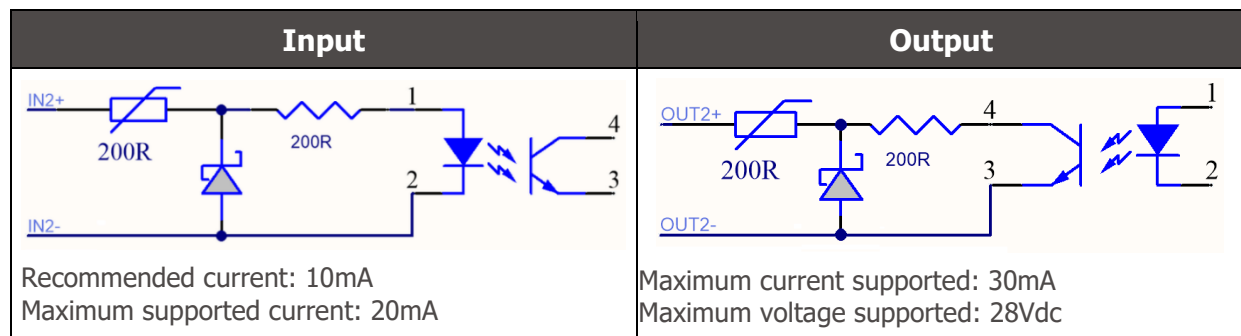 Input
Output
IN2+
200R
200R
1
2
4
3
IN2-
Recommended current: 10mA
Maximum supported current: 20mA
OUT2+
200R
200R
4
3
1
2
OUT2-
Maximum current supported: 30mA
Maximum voltage supported: 28Vdc